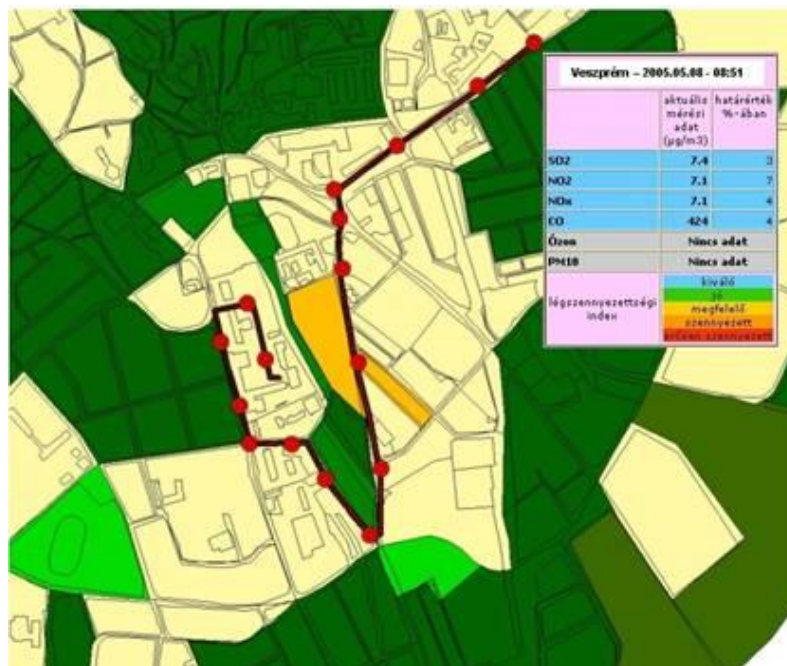 Veszprém – 2005.05.08 - 08:51
aktuális mérési adat (µg/m3)
határérték %-ában
SO2 7.4 3
NO2 7.1 7
NOx 7.1 4
CO 424 4
Ózon Nincs adat
PM10 Nincs adat
légszennyezettségi index
kiváló
jó
megfelelő
szennyezett
erősen szennyezett